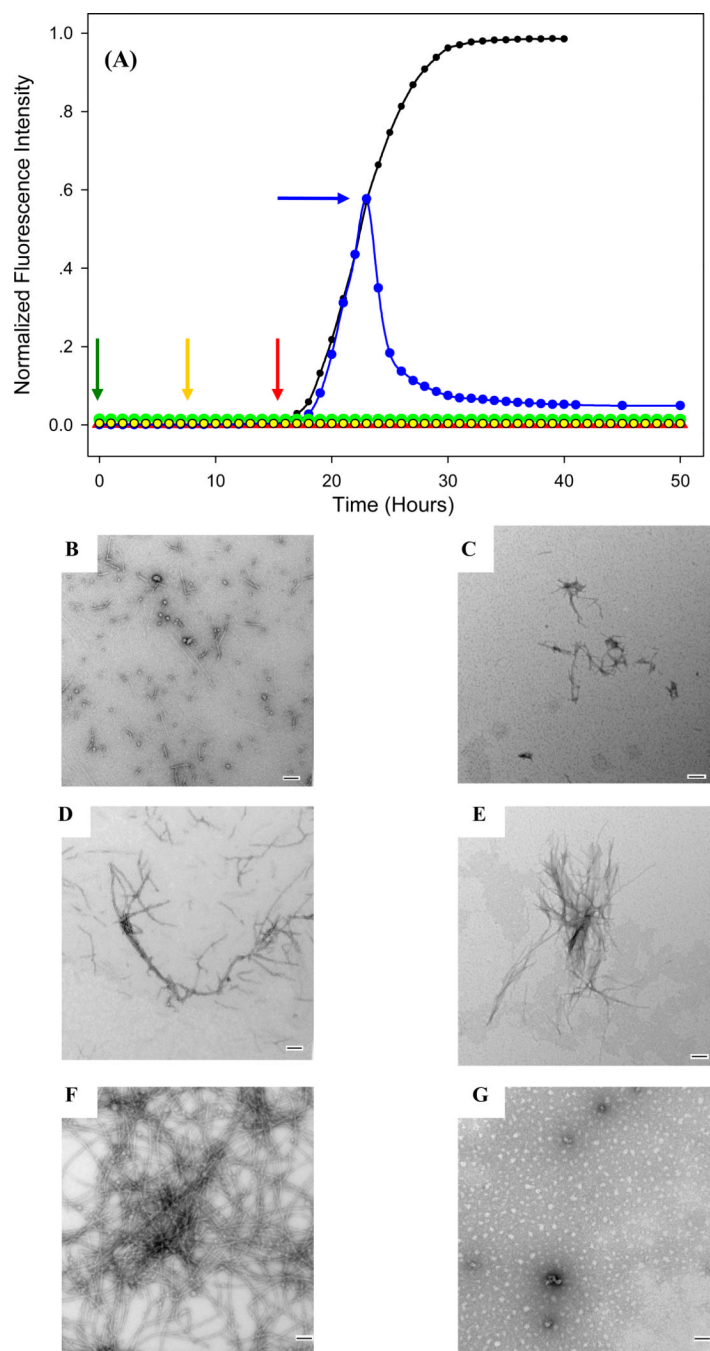 (A)
Normalized Fluorescence Intensity
1.0
.8
.6
.4
.2
0.0
0 10 20 30 40 50
Time (Hours)
B
C
D
E
F
G